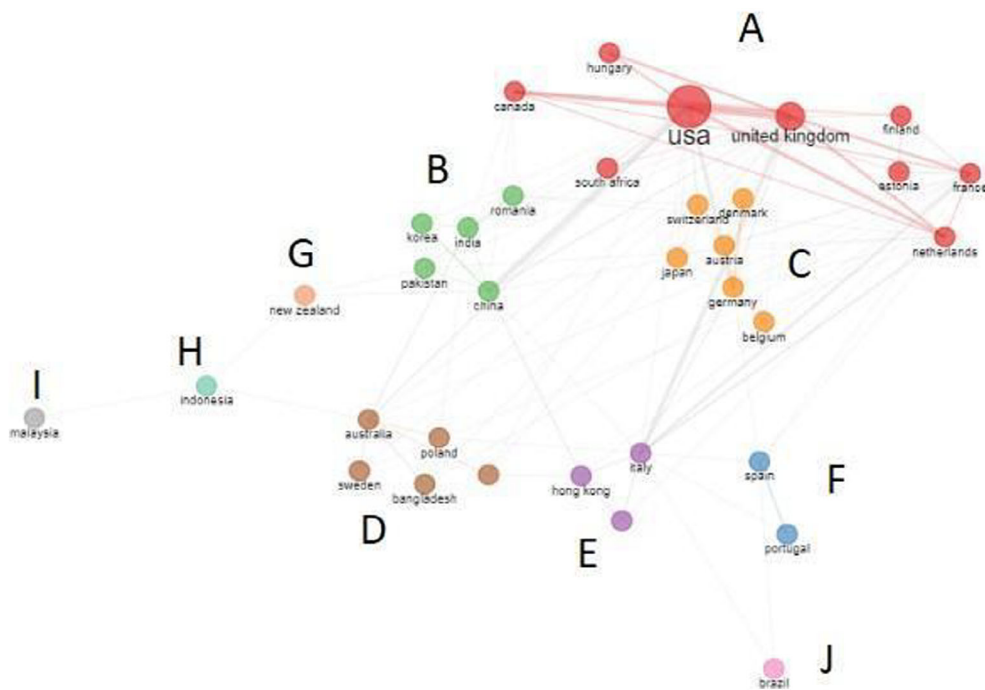 A
hungary
canada
usa
united kingdom
finland
south africa
estonia
france
B
romania
switzerland
denmark
korea
india
netherlands
G
pakistan
japan
austria
C
new zealand
china
germany
belgium
H
I
indonesia
malaysia
australia
poland
sweden
bangladesh
D
hong kong
italy
E
spain
F
portugal
J
brazil